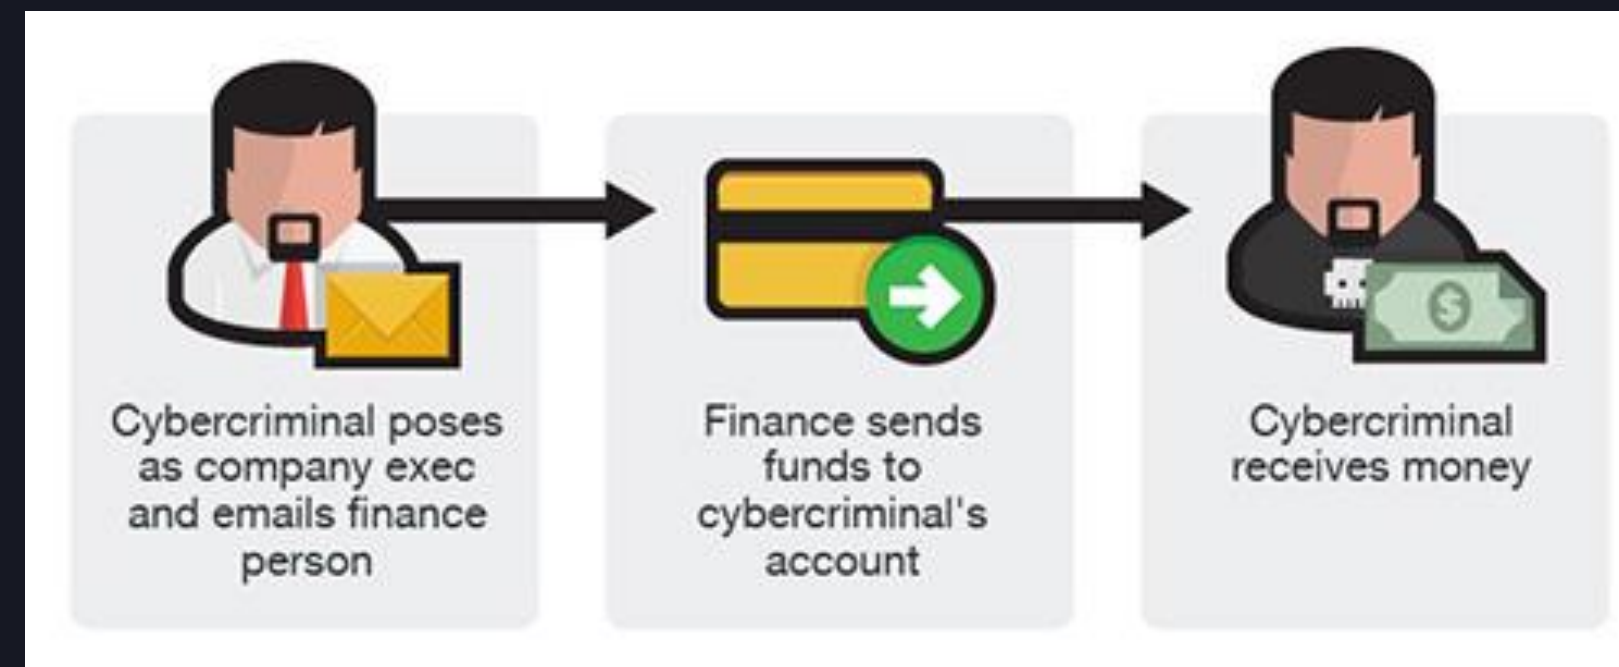 Cybercriminal poses
as company exec
and emails finance
person
Finance sends
funds to
cybercriminal's
account
Cybercriminal
receives money
$